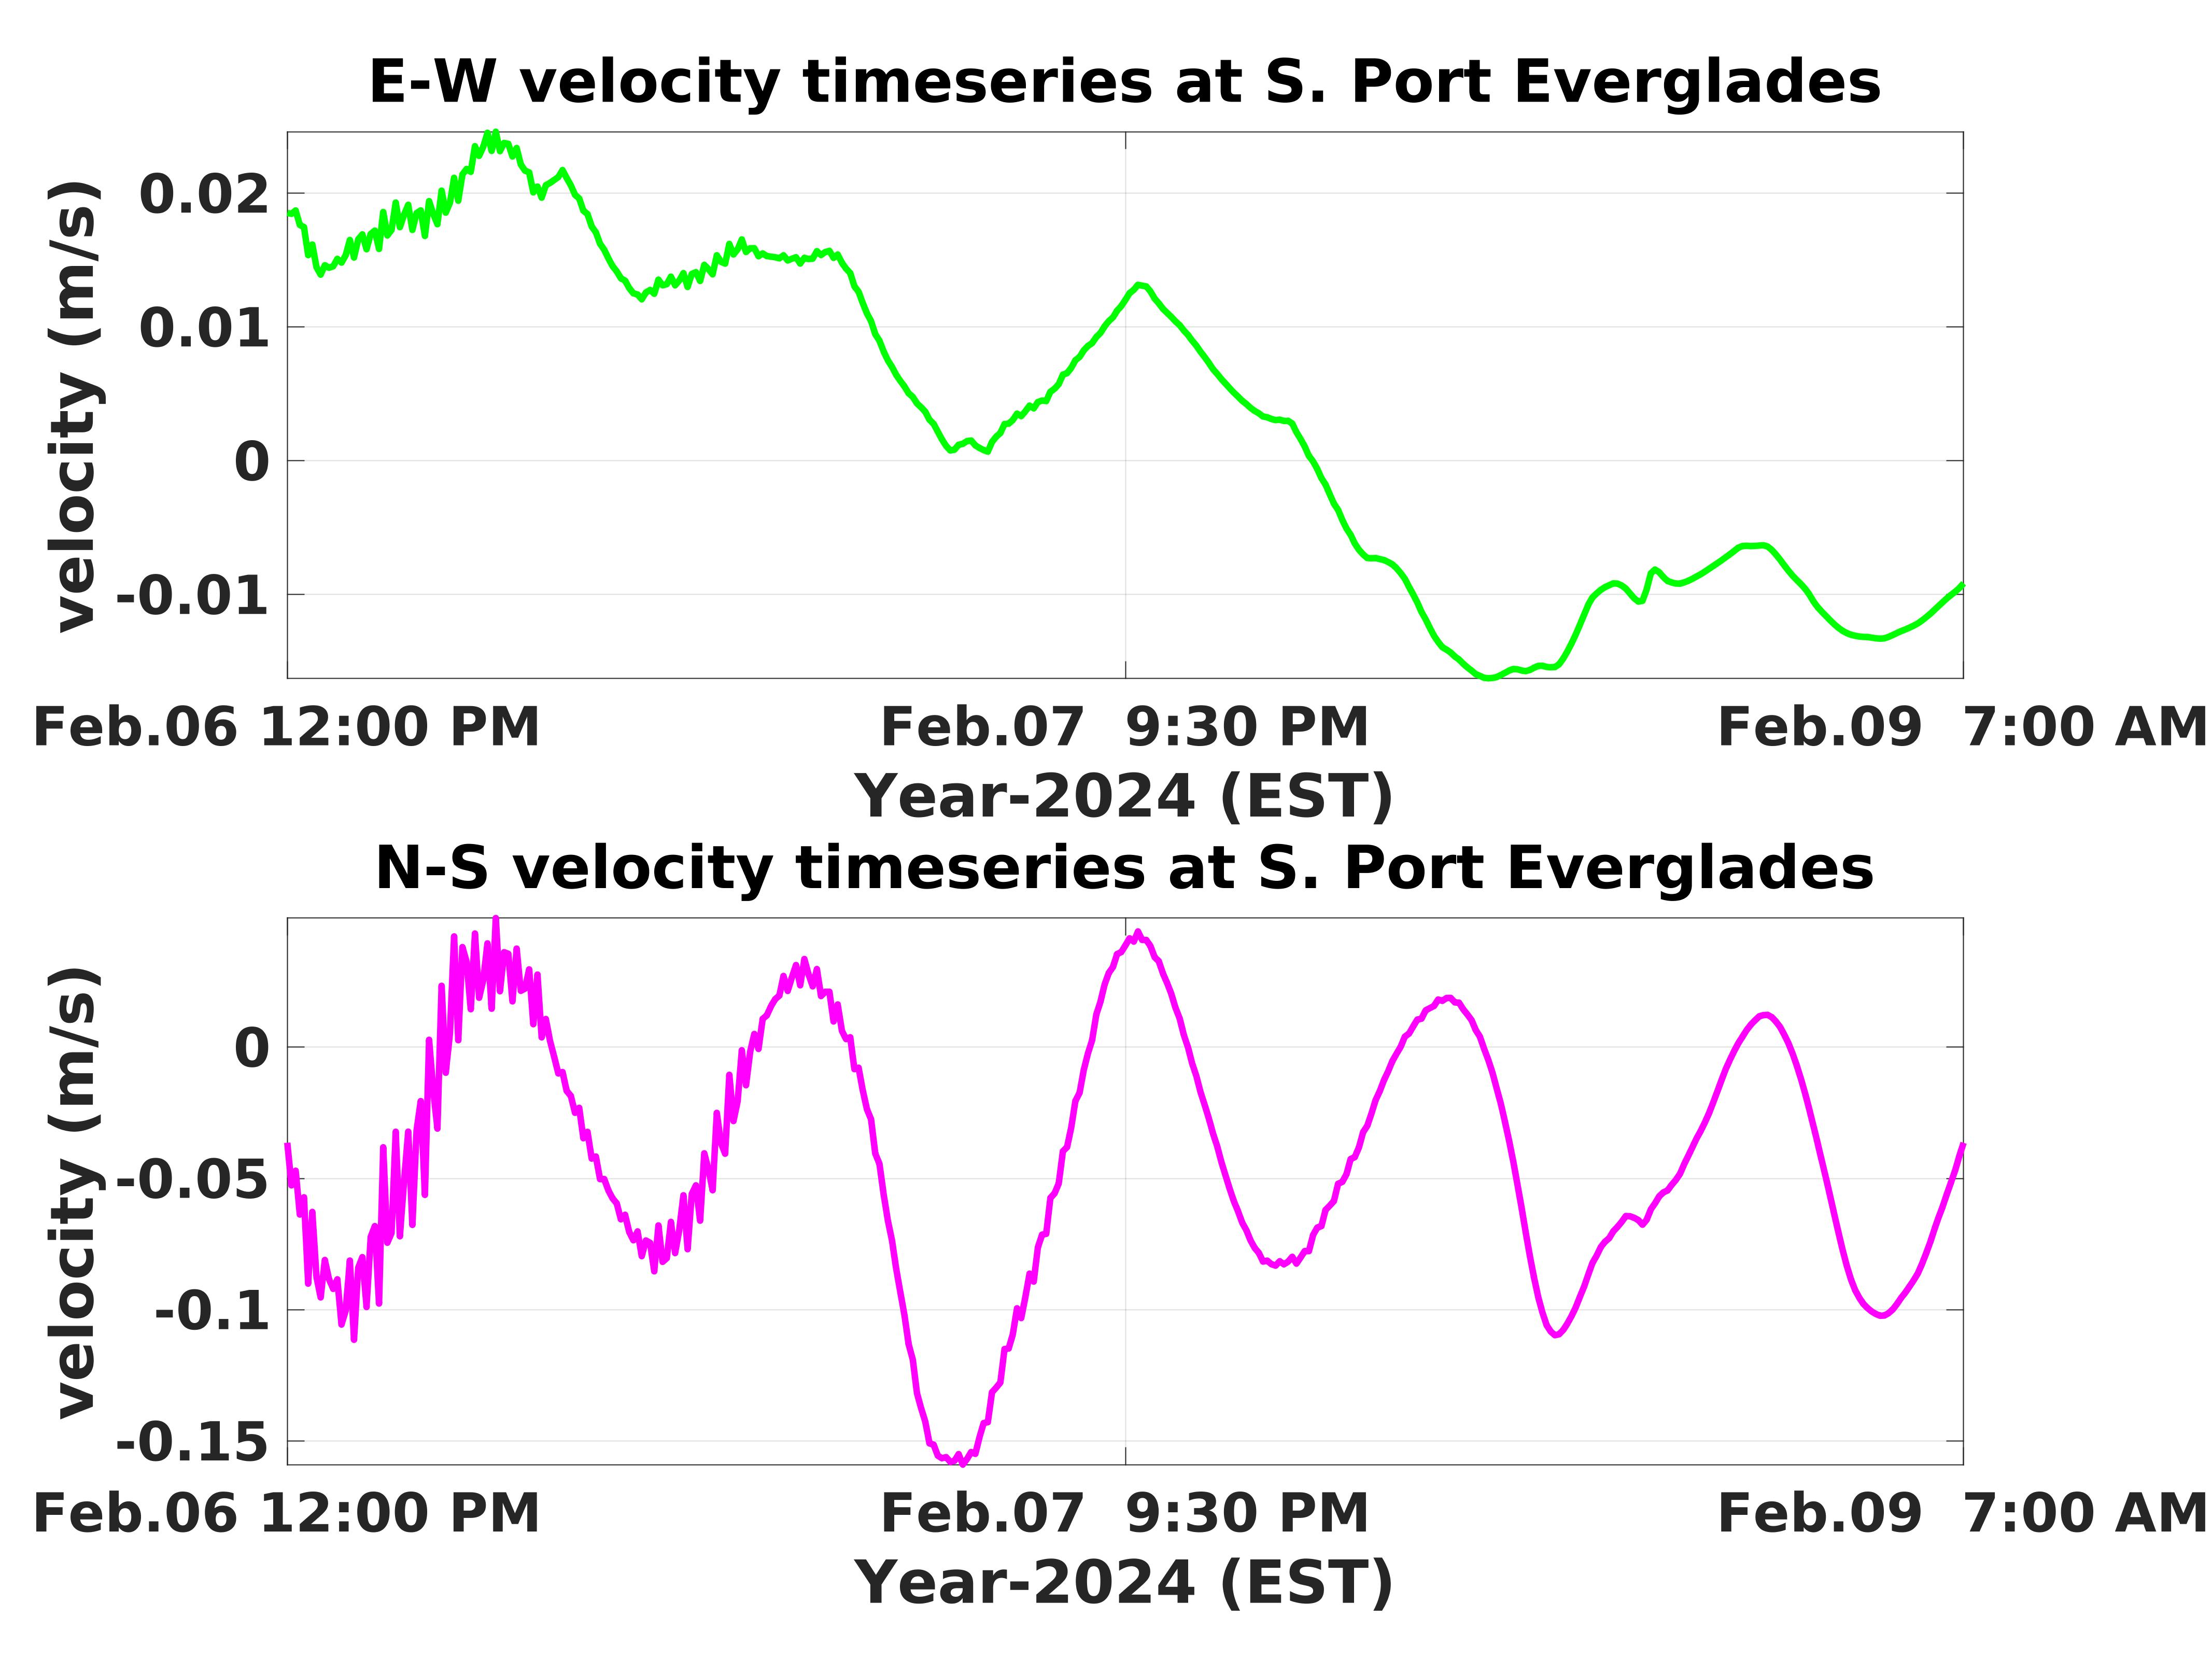 E-W velocity timeseries at S. Port Everglades
velocity (m/s)
0.02
0.01
0
-0.01
Feb.06 12:00 PM
Feb.07 9:30 PM
Feb.09 7:00 AM
Year-2024 (EST)
N-S velocity timeseries at S. Port Everglades
velocity (m/s)
0
-0.05
-0.1
-0.15
Feb.06 12:00 PM
Feb.07 9:30 PM
Feb.09 7:00 AM
Year-2024 (EST)